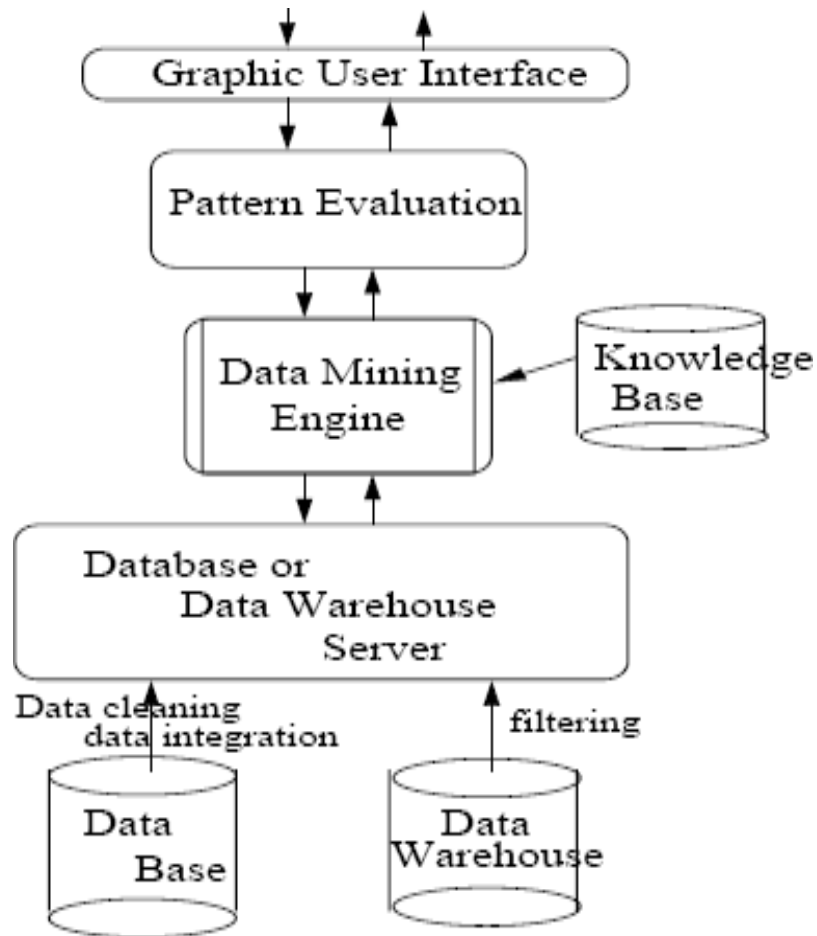 Graphic User Interface
Pattern Evaluation
Data Mining
Engine
Knowledge
Base
Database or
Data Warehouse
Server
Data cleaning
data integration
filtering
Data
Base
Data
Warehouse